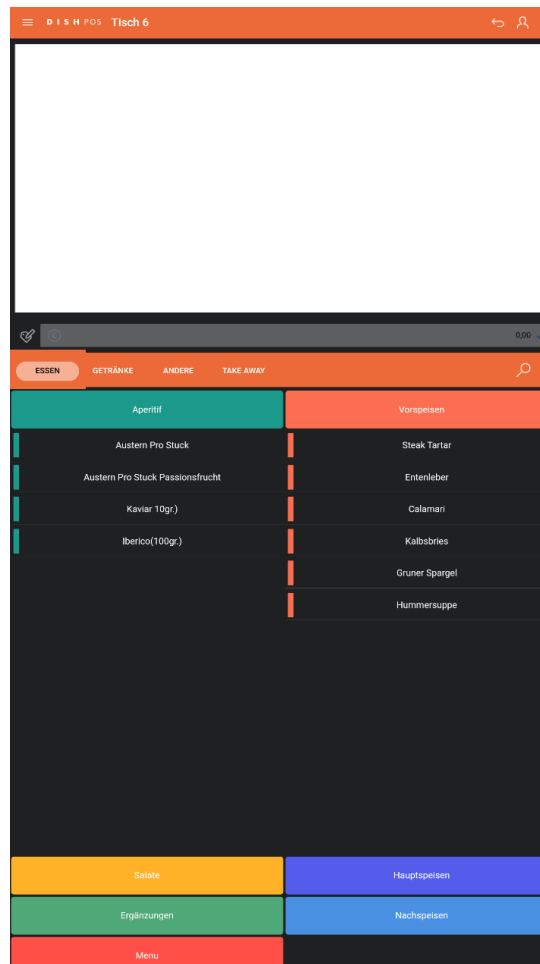 DISH POS Tisch 6
0,00
ESSEN GETRÄNKE ANDERE TAKE AWAY
Aperitif Vorspeisen
Austern Pro Stuck Steak Tartar
Austern Pro Stuck Passionsfrucht Entenleber
Kaviar 10gr.) Calamari
Iberico(100gr.) Kalbsbries
Gruner Spargel
Hummersuppe
Salate Hauptspeisen
Ergänzungen Nachspeisen
Menu